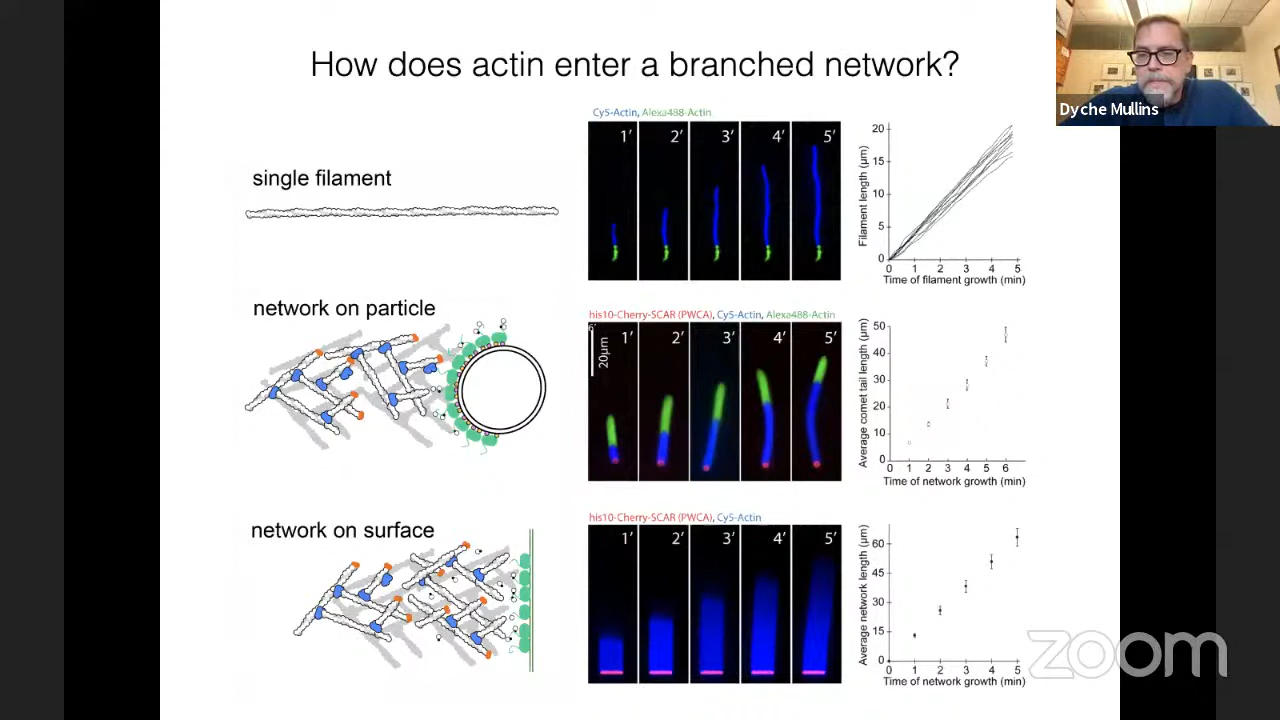 How does actin enter a branched network?
Dyche Mullins
single filament
Cy5-Actin, Alexa488-Actin
1’ 2’ 3’ 4’ 5’
Filament length (µm)
20
15
10
5
0
0 1 2 3 4 5
Time of filament growth (min)
network on particle
his10-Cherry-SCAR (PWCA), Cy5-Actin, Alexa488-Actin
1’ 2’ 3’ 4’ 5’
20µm
Average comet tail length (µm)
50
40
30
20
10
0
0 1 2 3 4 5 6
Time of network growth (min)
network on surface
his10-Cherry-SCAR (PWCA), Cy5-Actin
1’ 2’ 3’ 4’ 5’
Average network length (µm)
60
45
30
15
0
0 1 2 3 4 5
Time of network growth (min)
zoom